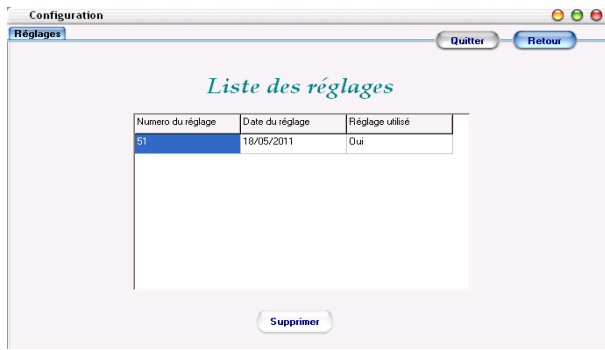 Configuration
Réglages
Quitter Retour
Liste des réglages
Numero du réglage Date du réglage Réglage utilisé
51 18/05/2011 Oui
Supprimer